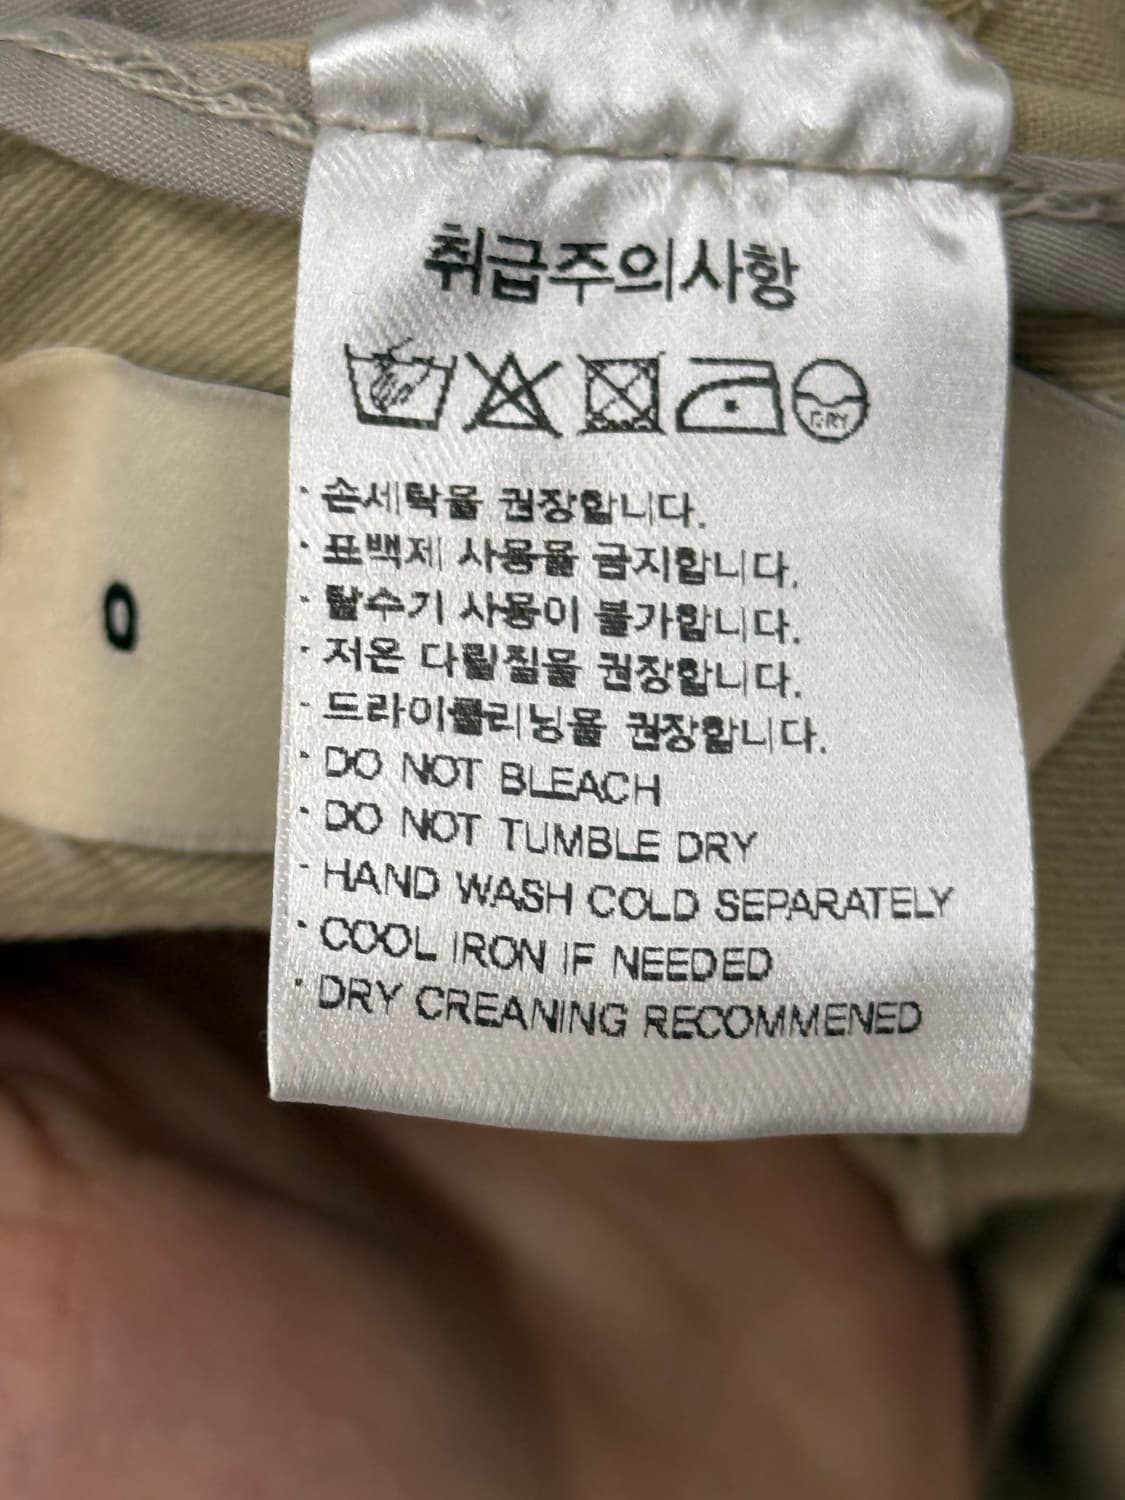 취급주의사항
DRY
· 손세탁을 권장합니다.
· 표백제 사용을 금지합니다.
· 탈수기 사용이 불가합니다.
· 저온 다림질을 권장합니다.
· 드라이클리닝을 권장합니다.
· DO NOT BLEACH
· DO NOT TUMBLE DRY
· HAND WASH COLD SEPARATELY
· COOL IRON IF NEEDED
· DRY CREANING RECOMMENED
0